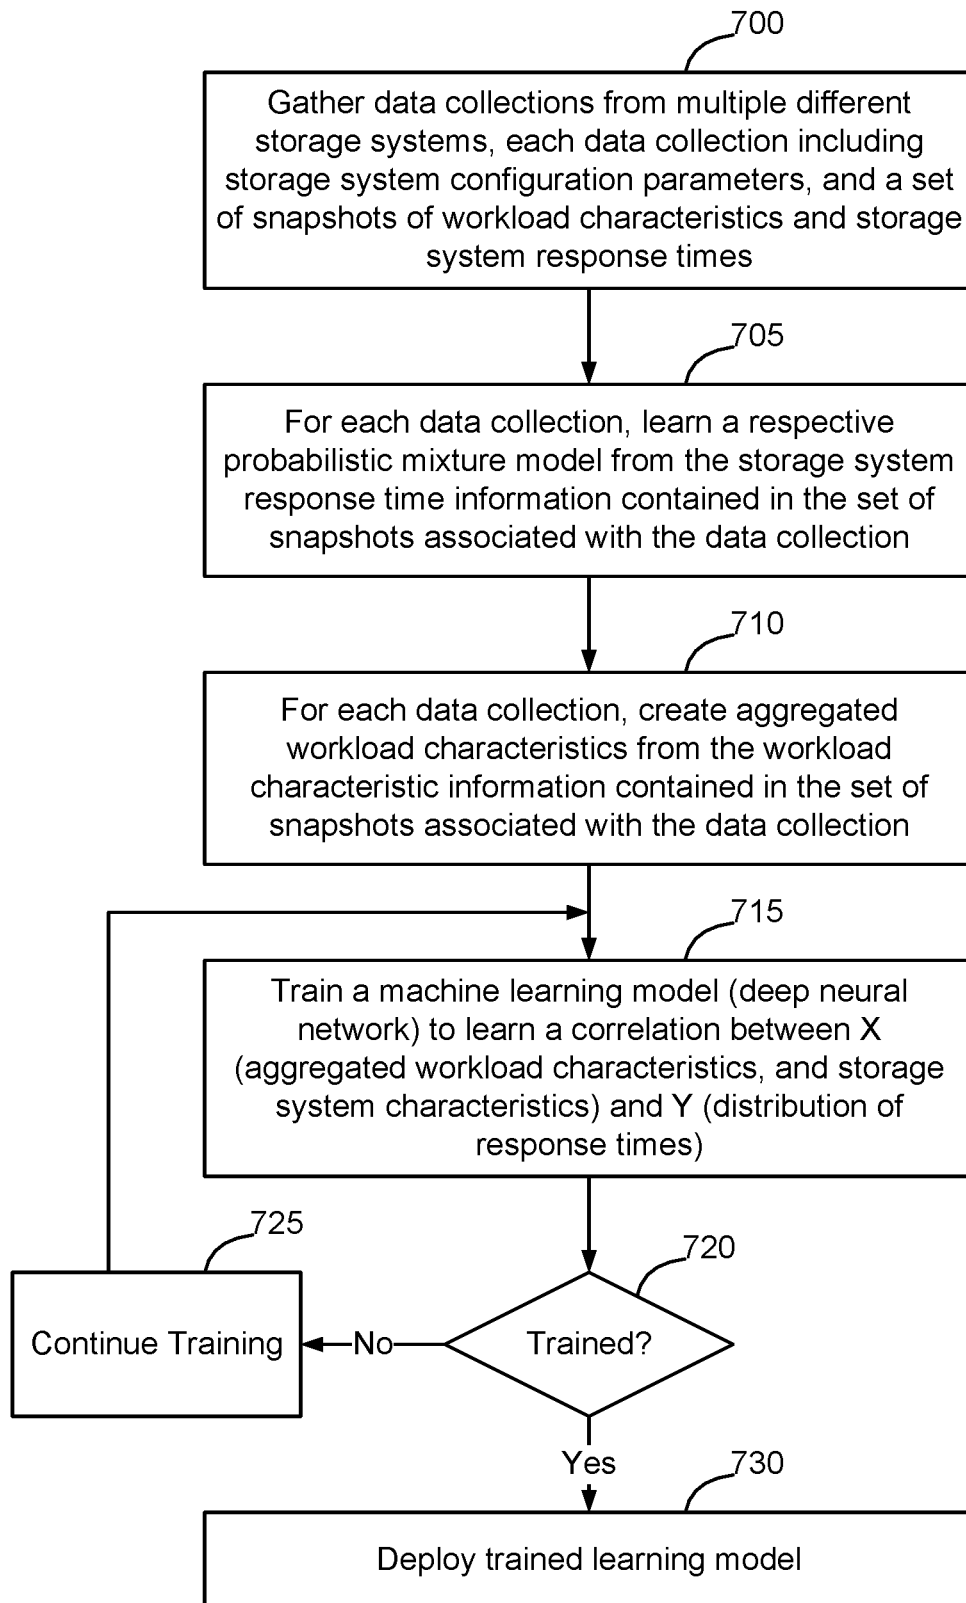 700
Gather data collections from multiple different
storage systems, each data collection including
storage system configuration parameters, and a set
of snapshots of workload characteristics and storage
system response times
705
For each data collection, learn a respective
probabilistic mixture model from the storage system
response time information contained in the set of
snapshots associated with the data collection
710
For each data collection, create aggregated
workload characteristics from the workload
characteristic information contained in the set of
snapshots associated with the data collection
715
Train a machine learning model (deep neural
network) to learn a correlation between X
(aggregated workload characteristics, and storage
system characteristics) and Y (distribution of
response times)
725
720
Continue Training
No
Trained?
Yes
730
Deploy trained learning model